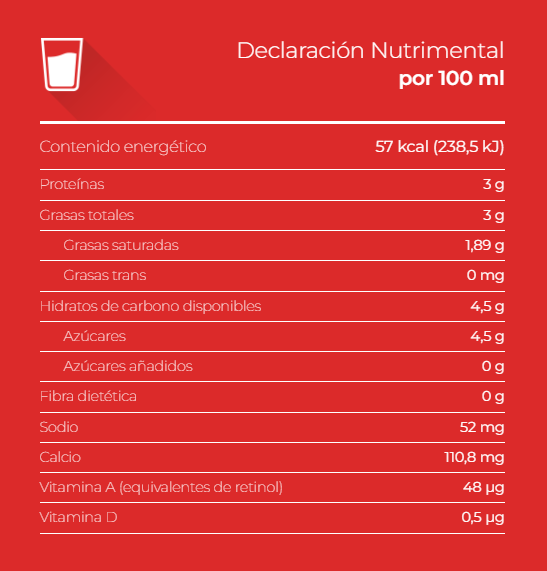 Declaración Nutrimental
por 100 ml
Contenido energético 57 kcal (238,5 kJ)
Proteínas 3 g
Grasas totales 3 g
Grasas saturadas 1,89 g
Grasas trans 0 mg
Hidratos de carbono disponibles 4,5 g
Azúcares 4,5 g
Azúcares añadidos 0 g
Fibra dietética 0 g
Sodio 52 mg
Calcio 110,8 mg
Vitamina A (equivalentes de retinol) 48 µg
Vitamina D 0,5 µg